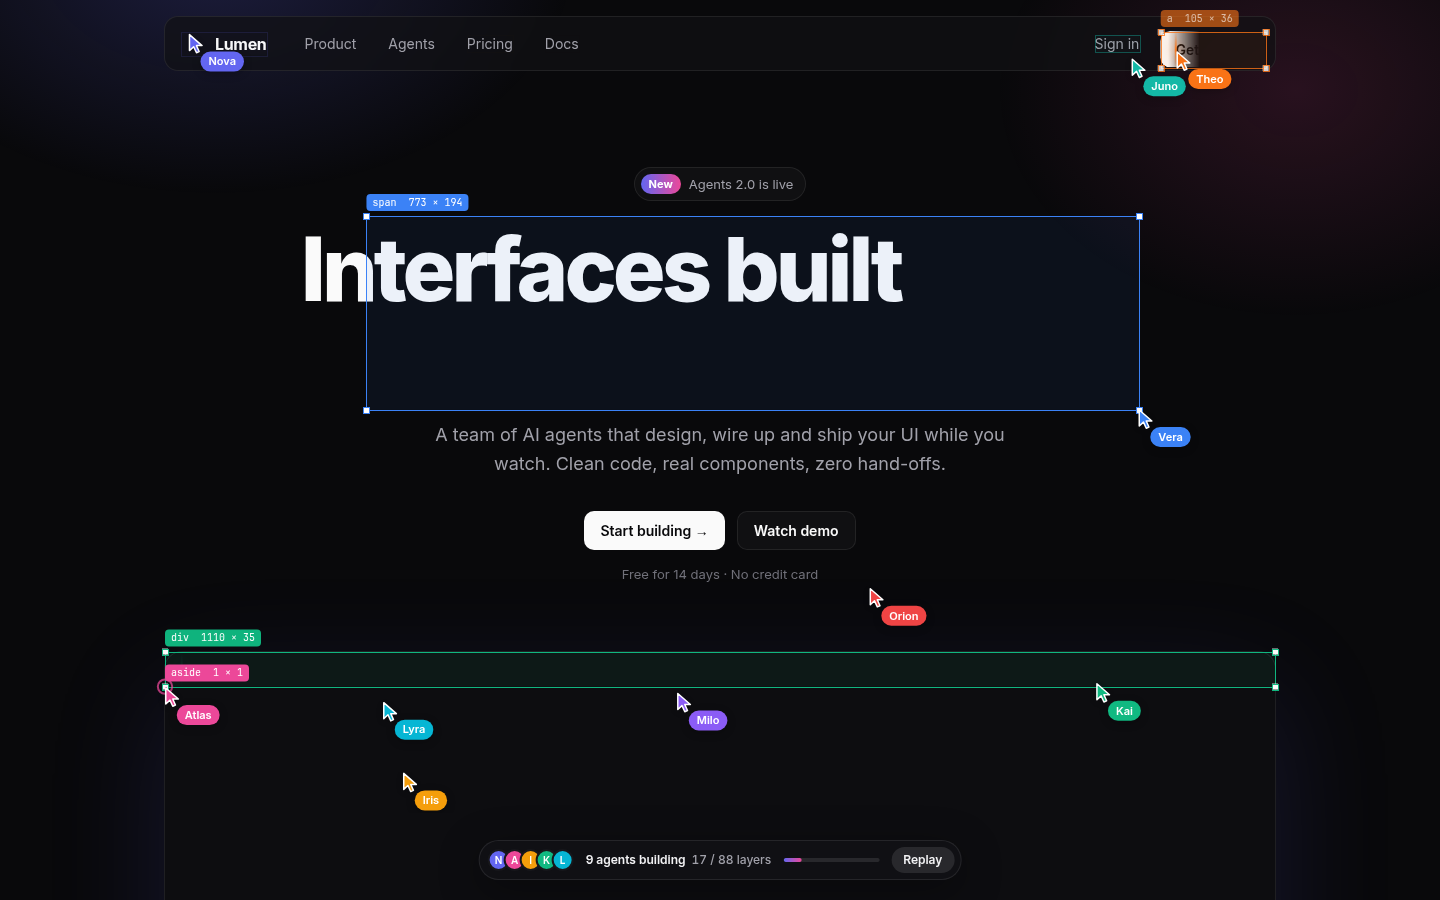 a 105 × 36
Lumen
Product
Agents
Pricing
Docs
Sign in
Get
Nova
Juno
Theo
New Agents 2.0 is live
span 773 × 194
Interfaces built
A team of AI agents that design, wire up and ship your UI while you
watch. Clean code, real components, zero hand-offs.
Vera
Start building →
Watch demo
Free for 14 days · No credit card
Orion
div 1110 × 35
aside 1 × 1
Atlas
Lyra
Milo
Kai
Iris
N A I K L
9 agents building 17 / 88 layers
Replay